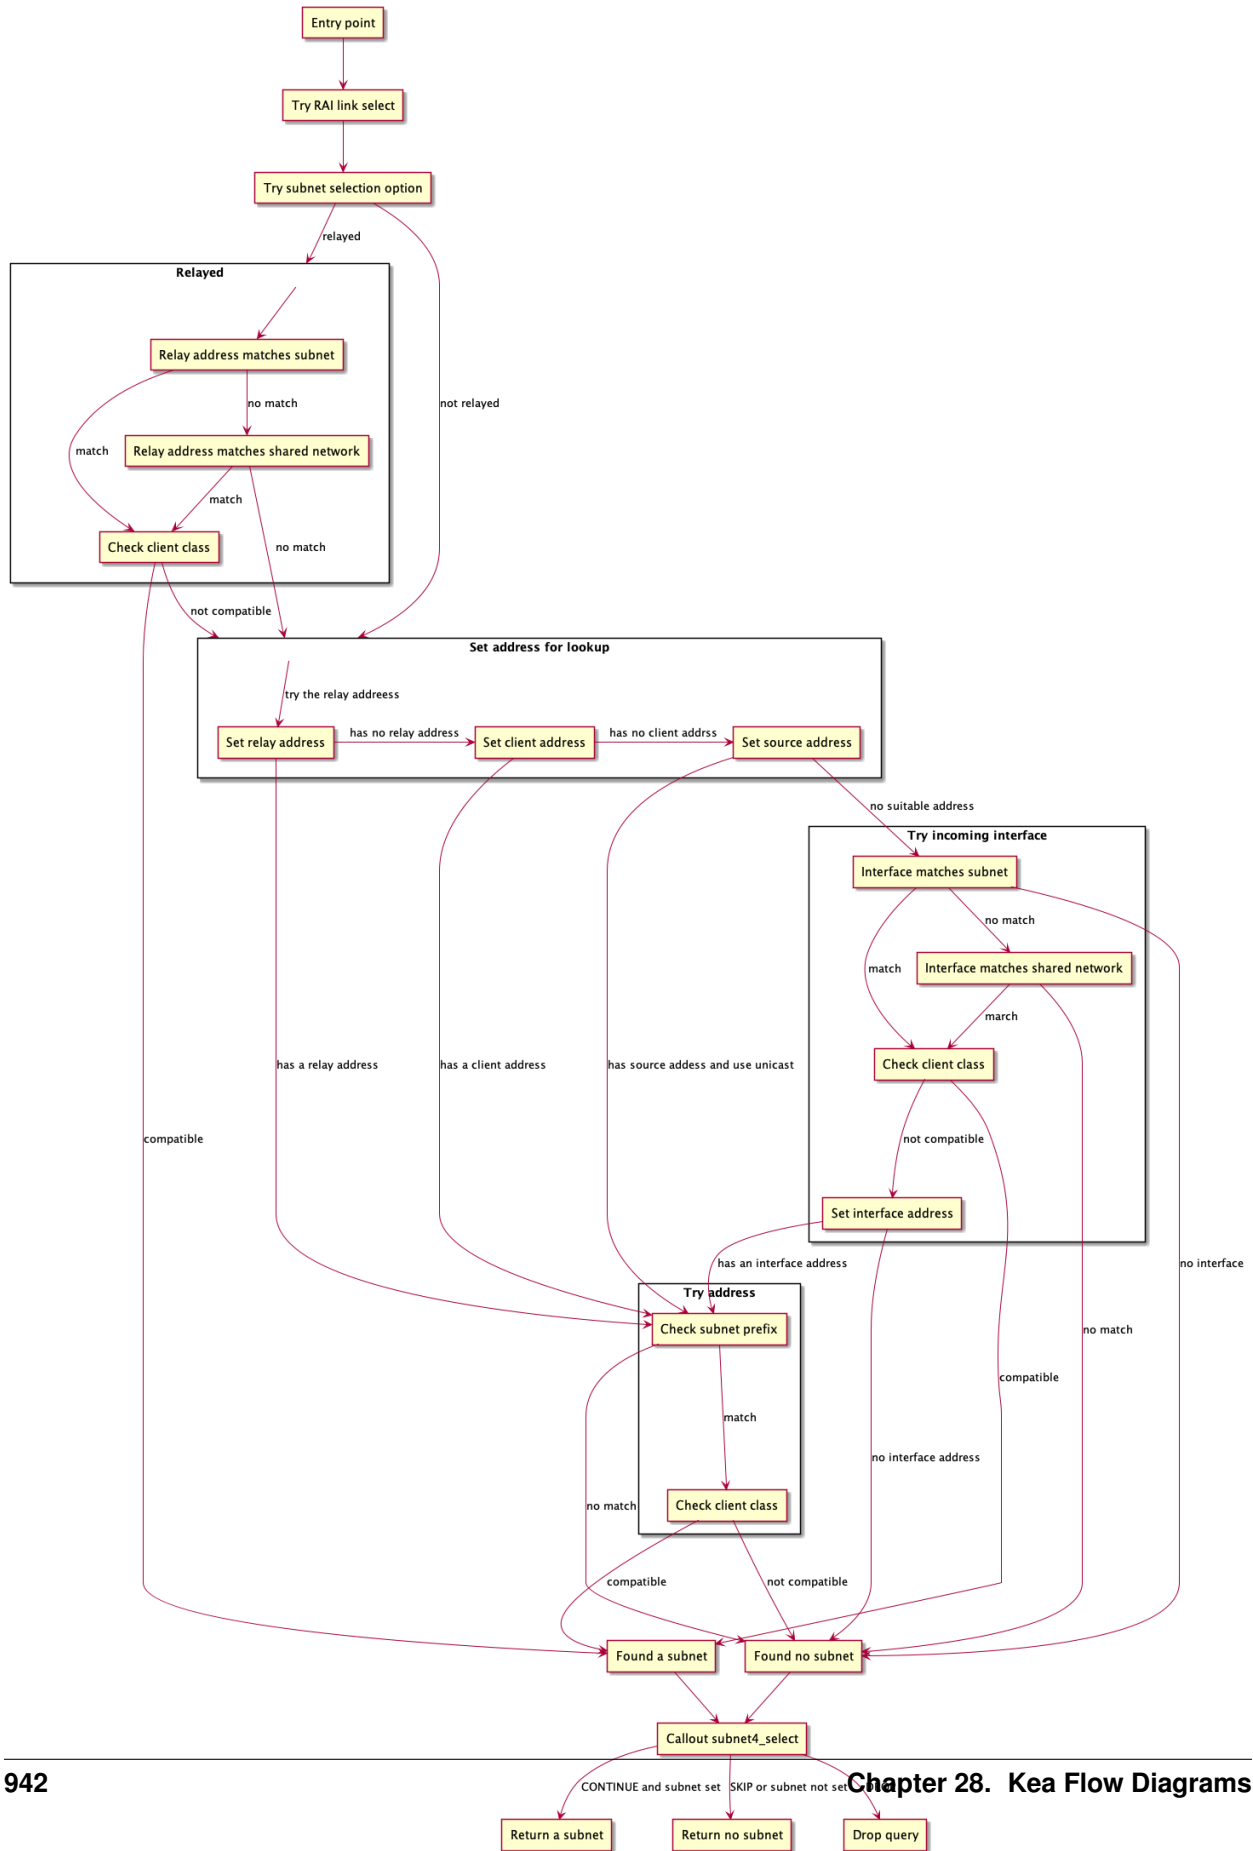 Entry point
Try RAI link select
Try subnet selection option
relayed
Relayed
Relay address matches subnet
no match
not relayed
match
Relay address matches shared network
match
Check client class
no match
not compatible
Set address for lookup
try the relay addreess
Set relay address
has no relay address
Set client address
has no client addrss
Set source address
no suitable address
Try incoming interface
Interface matches subnet
no match
match
Interface matches shared network
march
Check client class
has a relay address
has a client address
has source addess and use unicast
compatible
not compatible
Set interface address
has an interface address
no interface
Try address
Check subnet prefix
no match
compatible
match
no interface address
Check client class
no match
compatible
not compatible
Found a subnet
Found no subnet
Callout subnet4_select
942
CONTINUE and subnet set
SKIP or subnet not set
Chapter 28. Kea Flow Diagrams
Return a subnet
Return no subnet
Drop query